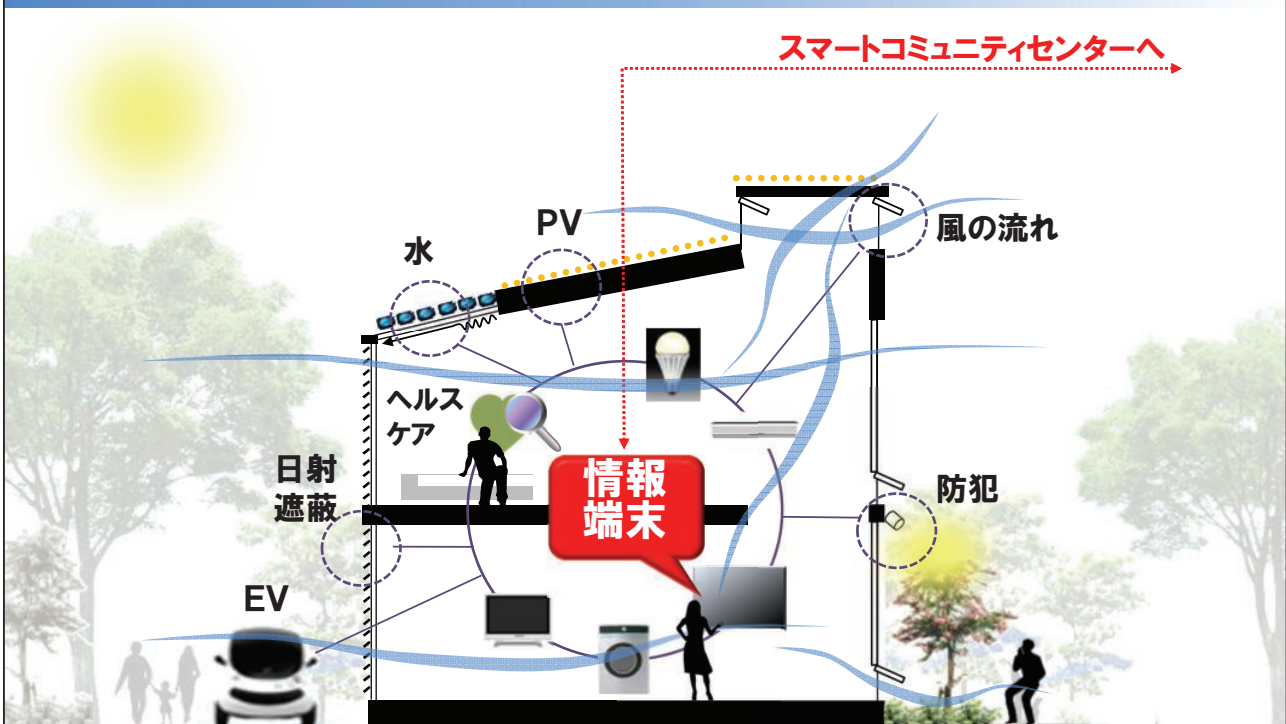 スマートコミュニティセンターへ
PV
風の流れ
水
ヘルス
ケア
情報
端末
日射
遮蔽
防犯
EV